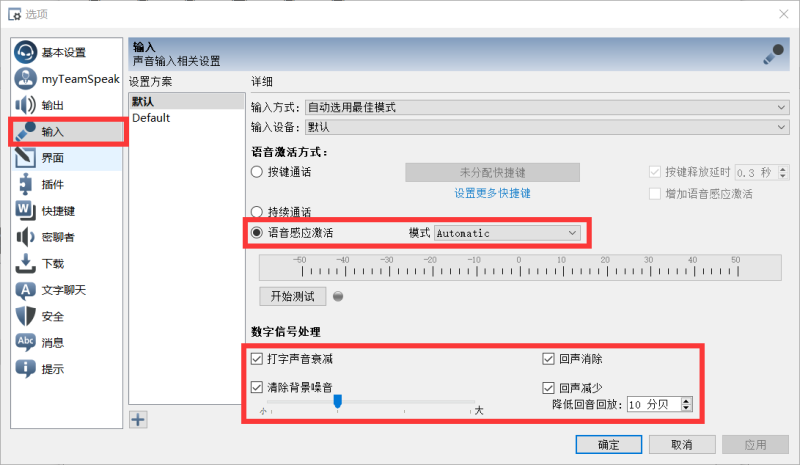 选项
基本设置
myTeamSpeak
输出
输入
界面
插件
快捷键
密聊者
下载
文字聊天
安全
消息
提示
输入
声音输入相关设置
设置方案
默认
Default
详细
输入方式: 自动选用最佳模式
输入设备: 默认
语音激活方式:
按键通话 未分配快捷键 按键释放延时 0.3 秒
设置更多快捷键 增加语音感应激活
持续通话
语音感应激活 模式 Automatic
-50 -40 -30 -20 -10 0 10 20 30 40 50
开始测试
数字信号处理
打字声音衰减 回声消除
清除背景噪音 回声减少
小 大 降低回音回放: 10 分贝
确定 取消 应用